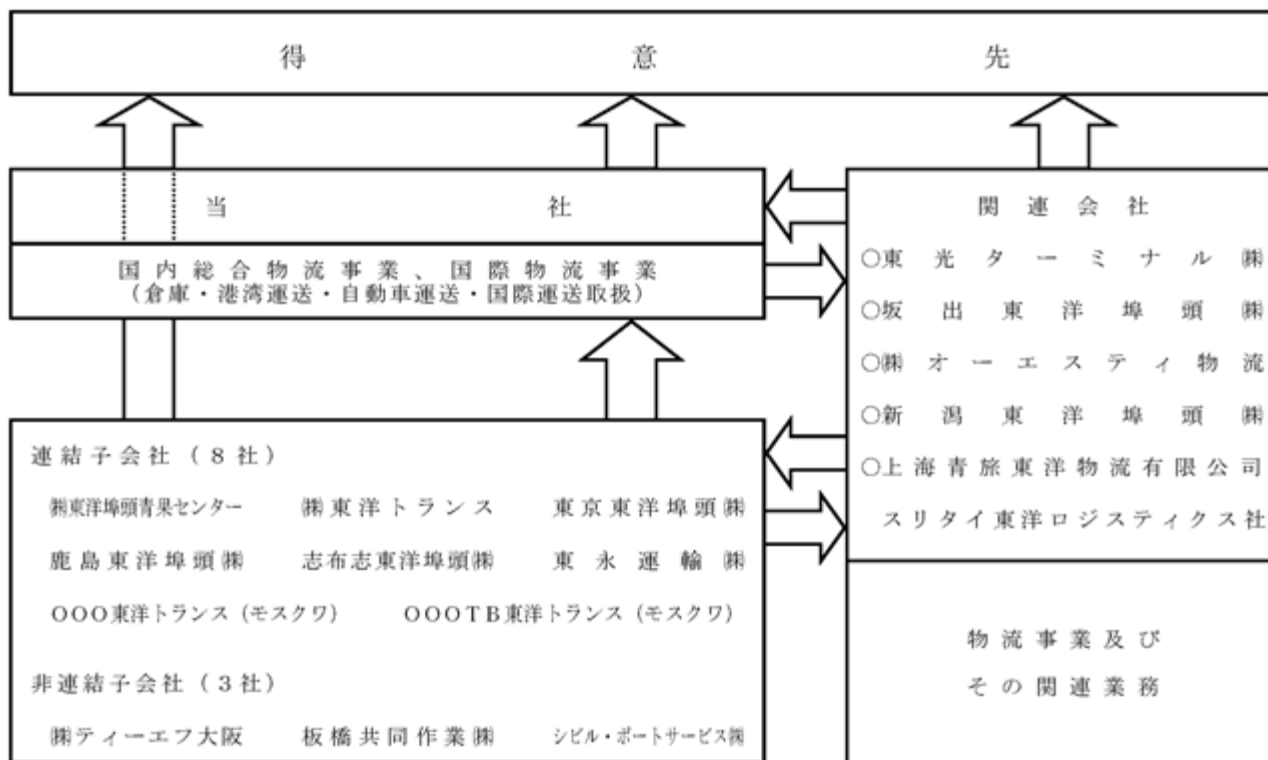 得意先
当社
国内総合物流事業、国際物流事業
(倉庫・港湾運送・自動車運送・国際運送取扱)
連結子会社(8社)
㈱東洋埠頭青果センター ㈱東洋トランス 東京東洋埠頭㈱
鹿島東洋埠頭㈱ 志布志東洋埠頭㈱ 東永運輸㈱
OOO東洋トランス(モスクワ) OOOTB東洋トランス(モスクワ)
非連結子会社(3社)
㈱ティーエフ大阪 板橋共同作業㈱ シビル・ポートサービス㈱
関連会社
○東光ターミナル㈱
○坂出東洋埠頭㈱
○㈱オーエスティ物流
○新潟東洋埠頭㈱
○上海青旅東洋物流有限公司
スリタイ東洋ロジスティクス社
物流事業及び
その関連業務